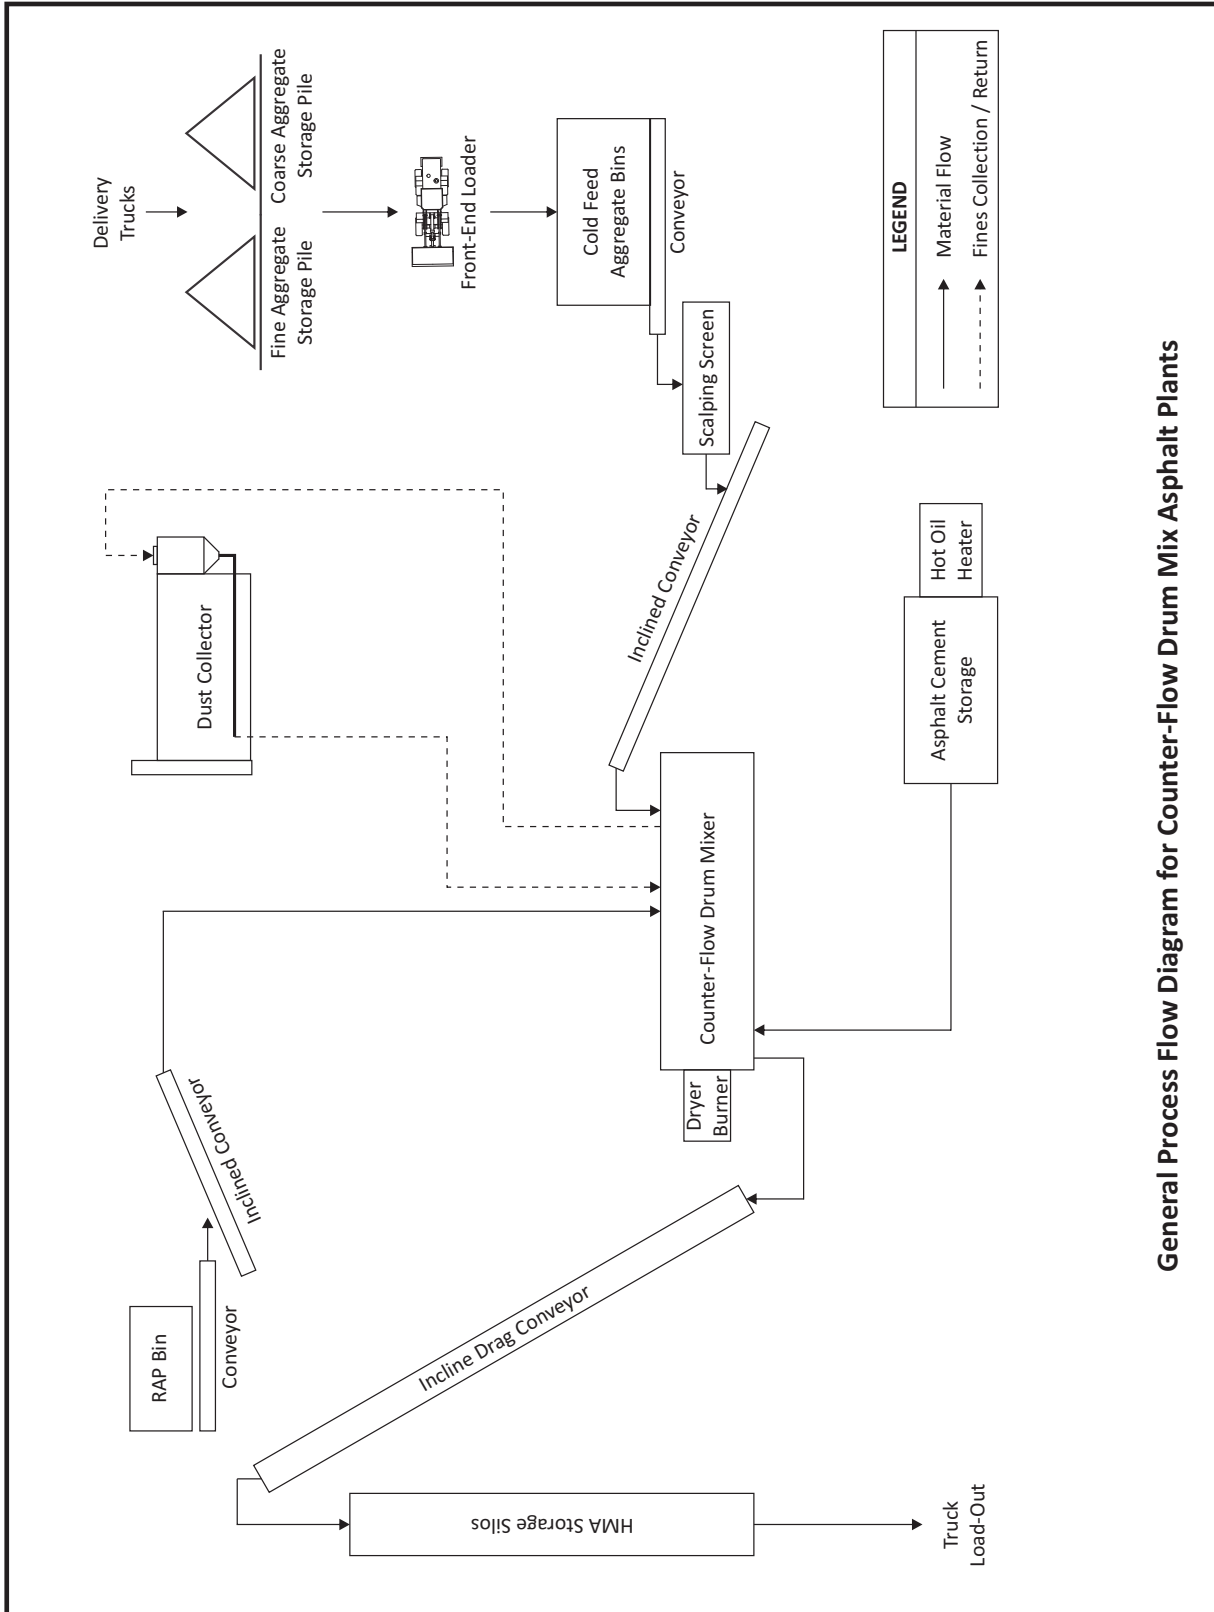 Delivery
Trucks
Fine Aggregate
Storage Pile
Coarse Aggregate
Storage Pile
Front-End Loader
Cold Feed
Aggregate Bins
Conveyor
Scalping Screen
Inclined Conveyor
Dust Collector
RAP Bin
Conveyor
Inclined Conveyor
Counter-Flow Drum Mixer
Dryer
Burner
Asphalt Cement
Storage
Hot Oil
Heater
Incline Drag Conveyor
HMA Storage Silos
Truck
Load-Out
LEGEND
Material Flow
Fines Collection / Return
General Process Flow Diagram for Counter-Flow Drum Mix Asphalt Plants